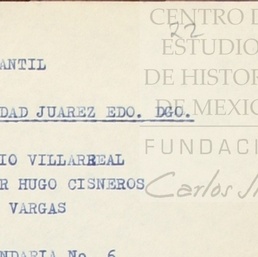 CENTRO D
22
ESTUDIO
ANTIL
DE HISTOR
DE MEXIC
DAD JUAREZ EDO. DGO.
FUNDACI
IO VILLARREAL
R HUGO CISNEROS
Carlos
VARGAS
NDARIA No. 6